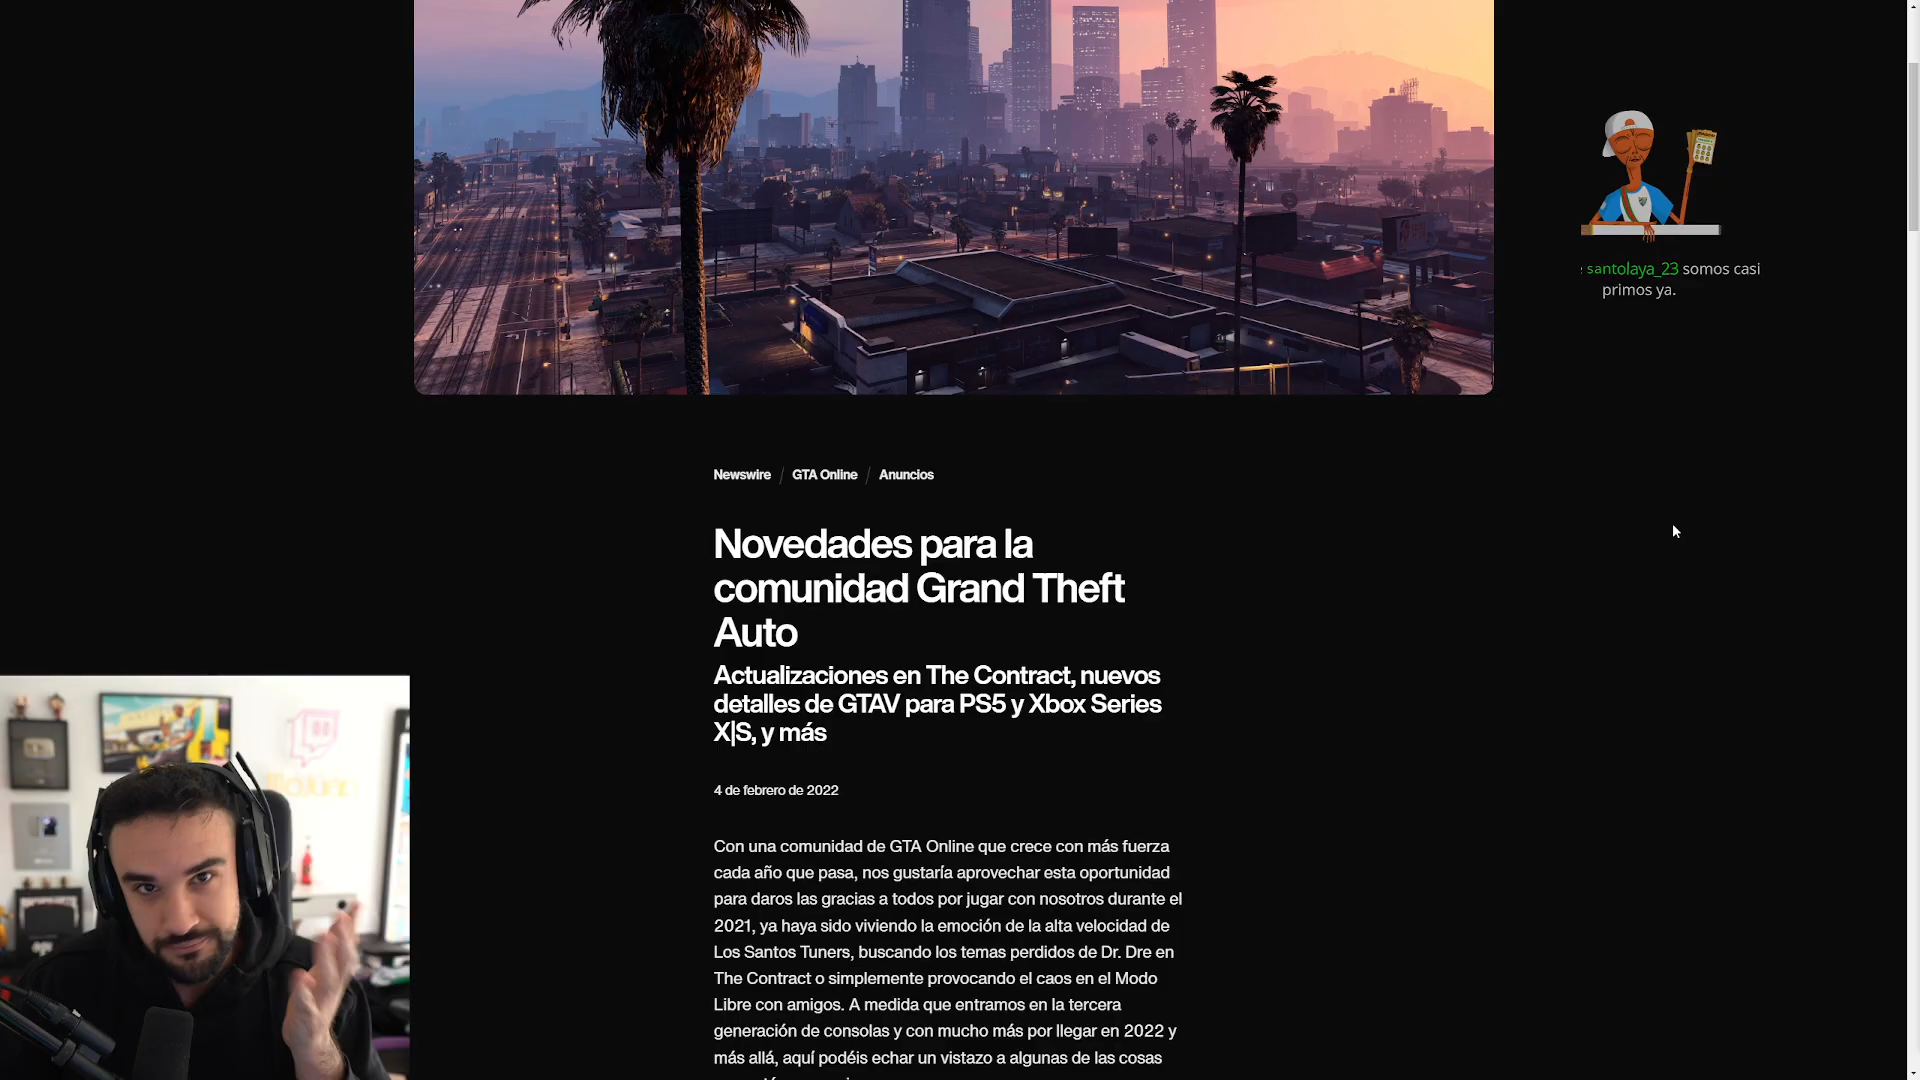 santolaya_23 somos casi
primos ya.
Newswire / GTA Online / Anuncios
Novedades para la
comunidad Grand Theft
Auto
Actualizaciones en The Contract, nuevos
detalles de GTAV para PS5 y Xbox Series
X|S, y más
4 de febrero de 2022
Con una comunidad de GTA Online que crece con más fuerza
cada año que pasa, nos gustaría aprovechar esta oportunidad
para daros las gracias a todos por jugar con nosotros durante el
2021, ya haya sido viviendo la emoción de la alta velocidad de
Los Santos Tuners, buscando los temas perdidos de Dr. Dre en
The Contract o simplemente provocando el caos en el Modo
Libre con amigos. A medida que entramos en la tercera
generación de consolas y con mucho más por llegar en 2022 y
más allá, aquí podéis echar un vistazo a algunas de las cosas